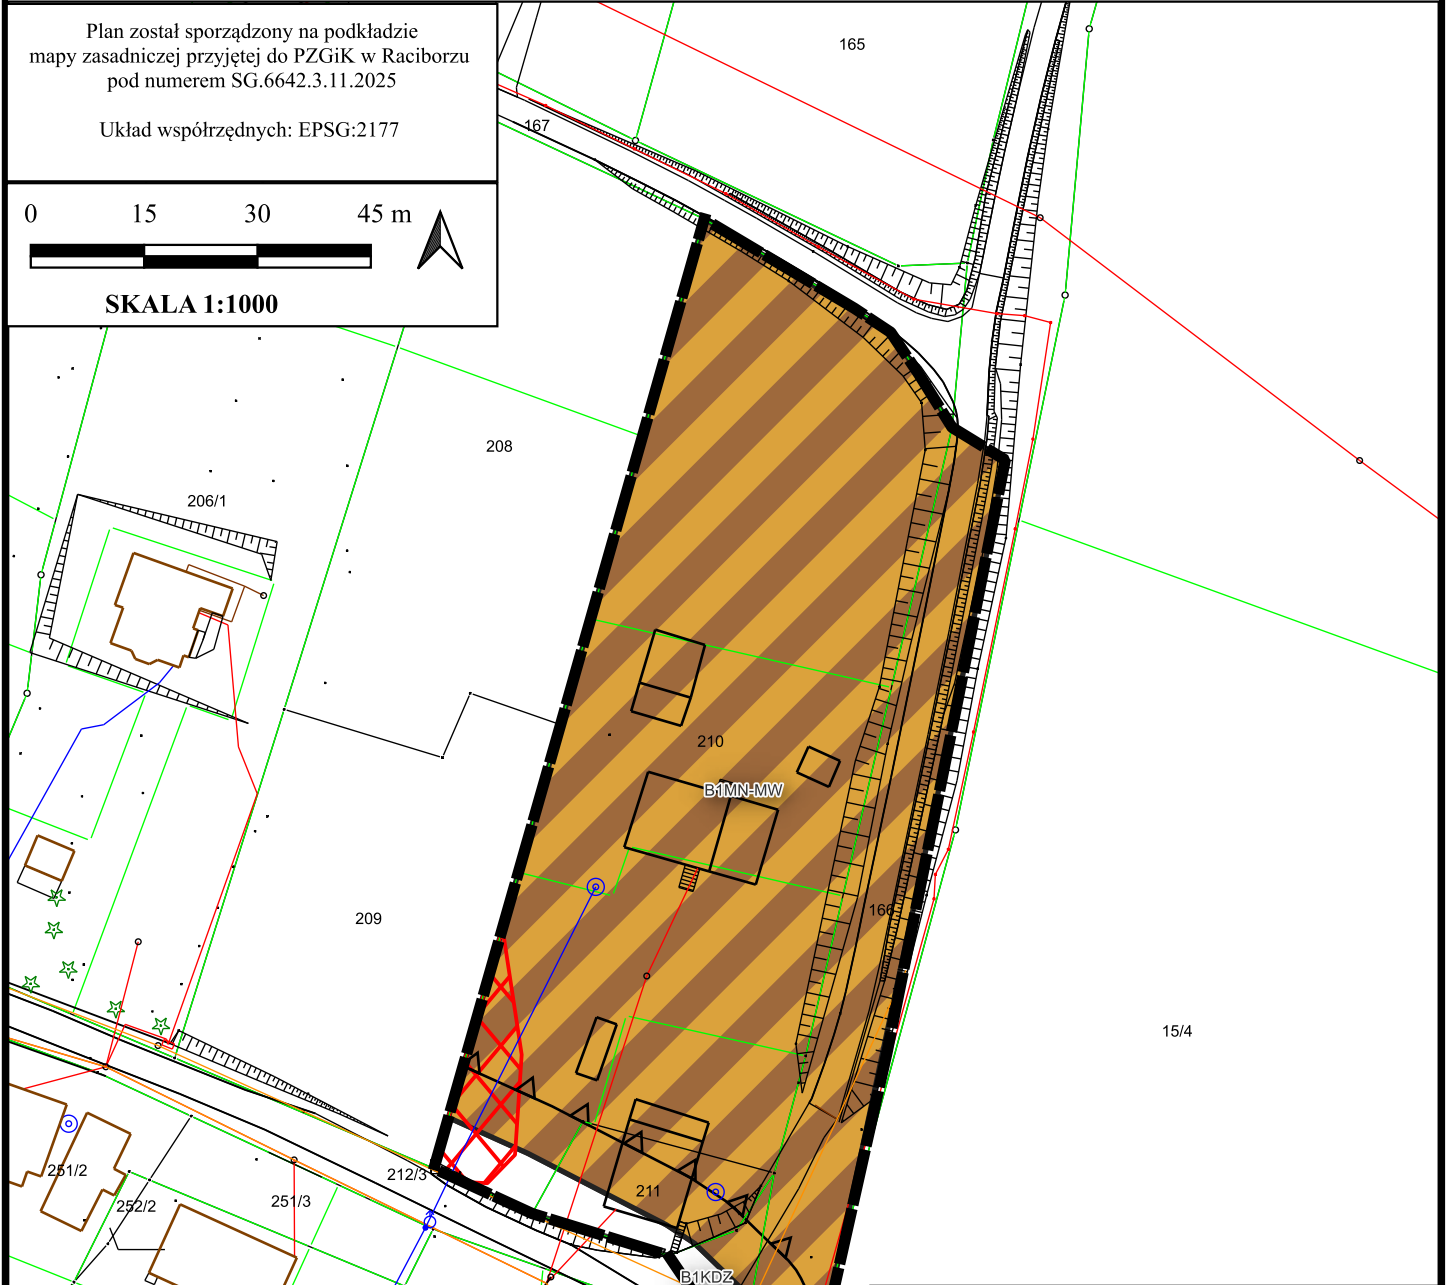 Plan został sporządzony na podkładzie
mapy zasadniczej przyjętej do PZGiK w Raciborzu
pod numerem SG.6642.3.11.2025
Układ współrzędnych: EPSG:2177
0 15 30 45 m
SKALA 1:1000
165
167
208
206/1
210
B1MN-MW
209
166
15/4
251/2
252/2
251/3
212/3
211
B1KDZ